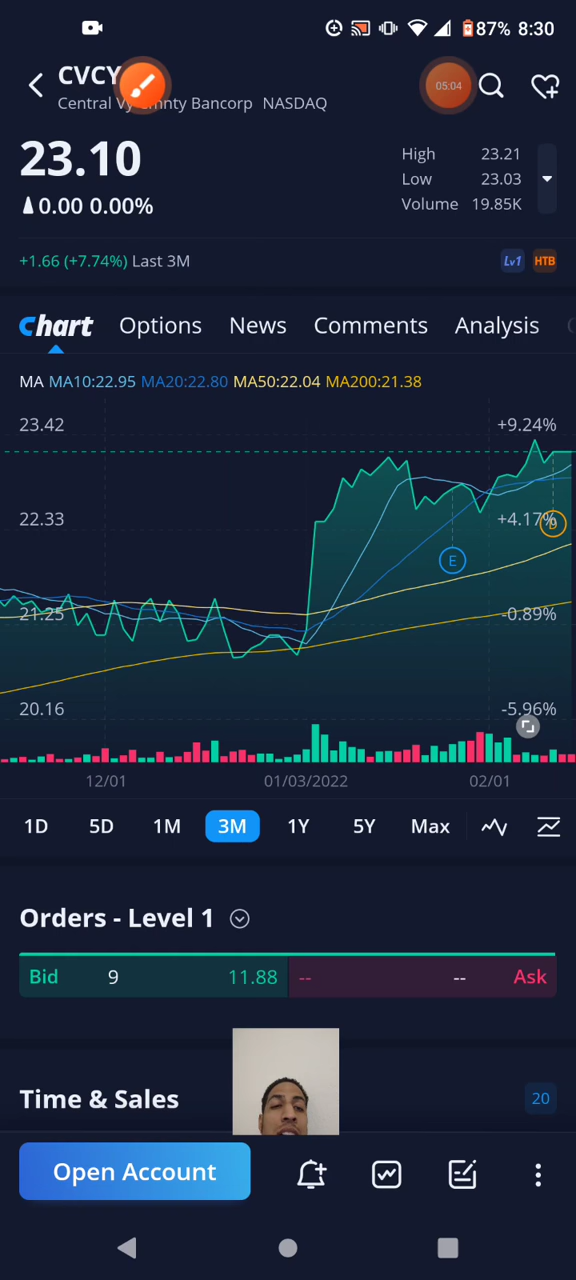 87% 8:30
CVCY
05:04
Central V mnty Bancorp NASDAQ
23.10
0.00 0.00%
High 23.21
Low 23.03
Volume 19.85K
+1.66 (+7.74%) Last 3M
Lv1 HTB
Chart Options News Comments Analysis
MA MA10:22.95 MA20:22.80 MA50:22.04 MA200:21.38
23.42 +9.24%
22.33 +4.17% D
E
21.25 -0.89%
20.16 -5.96%
12/01 01/03/2022 02/01
1D 5D 1M 3M 1Y 5Y Max
Orders - Level 1
Bid 9 11.88 -- -- Ask
Time & Sales 20
Open Account